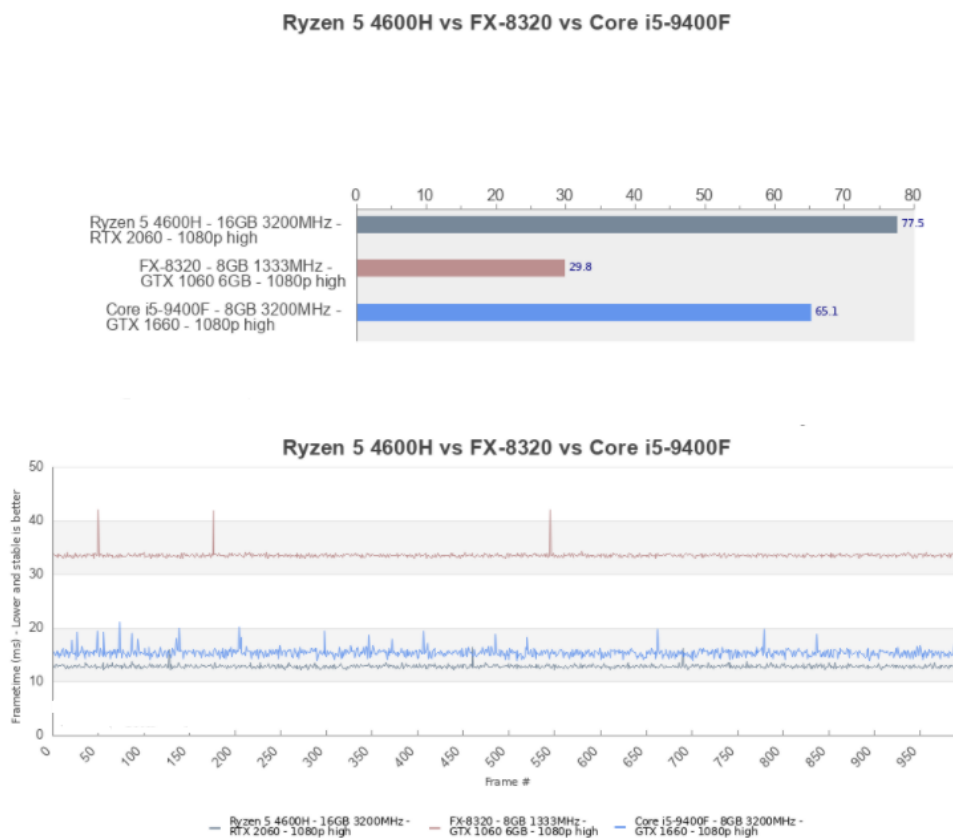 Ryzen 5 4600H vs FX-8320 vs Core i5-9400F
0 10 20 30 40 50 60 70 80
Ryzen 5 4600H - 16GB 3200MHz -
RTX 2060 - 1080p high
77.5
FX-8320 - 8GB 1333MHz -
GTX 1060 6GB - 1080p high
29.8
Core i5-9400F - 8GB 3200MHz -
GTX 1660 - 1080p high
65.1
Ryzen 5 4600H vs FX-8320 vs Core i5-9400F
Frametime (ms) - Lower and stable is better
50
40
30
20
10
0
0 50 100 150 200 250 300 350 400 450 500 550 600 650 700 750 800 850 900 950
Frame #
Ryzen 5 4600H - 16GB 3200MHz -
RTX 2060 - 1080p high
FX-8320 - 8GB 1333MHz -
GTX 1060 6GB - 1080p high
Core i5-9400F - 8GB 3200MHz -
GTX 1660 - 1080p high